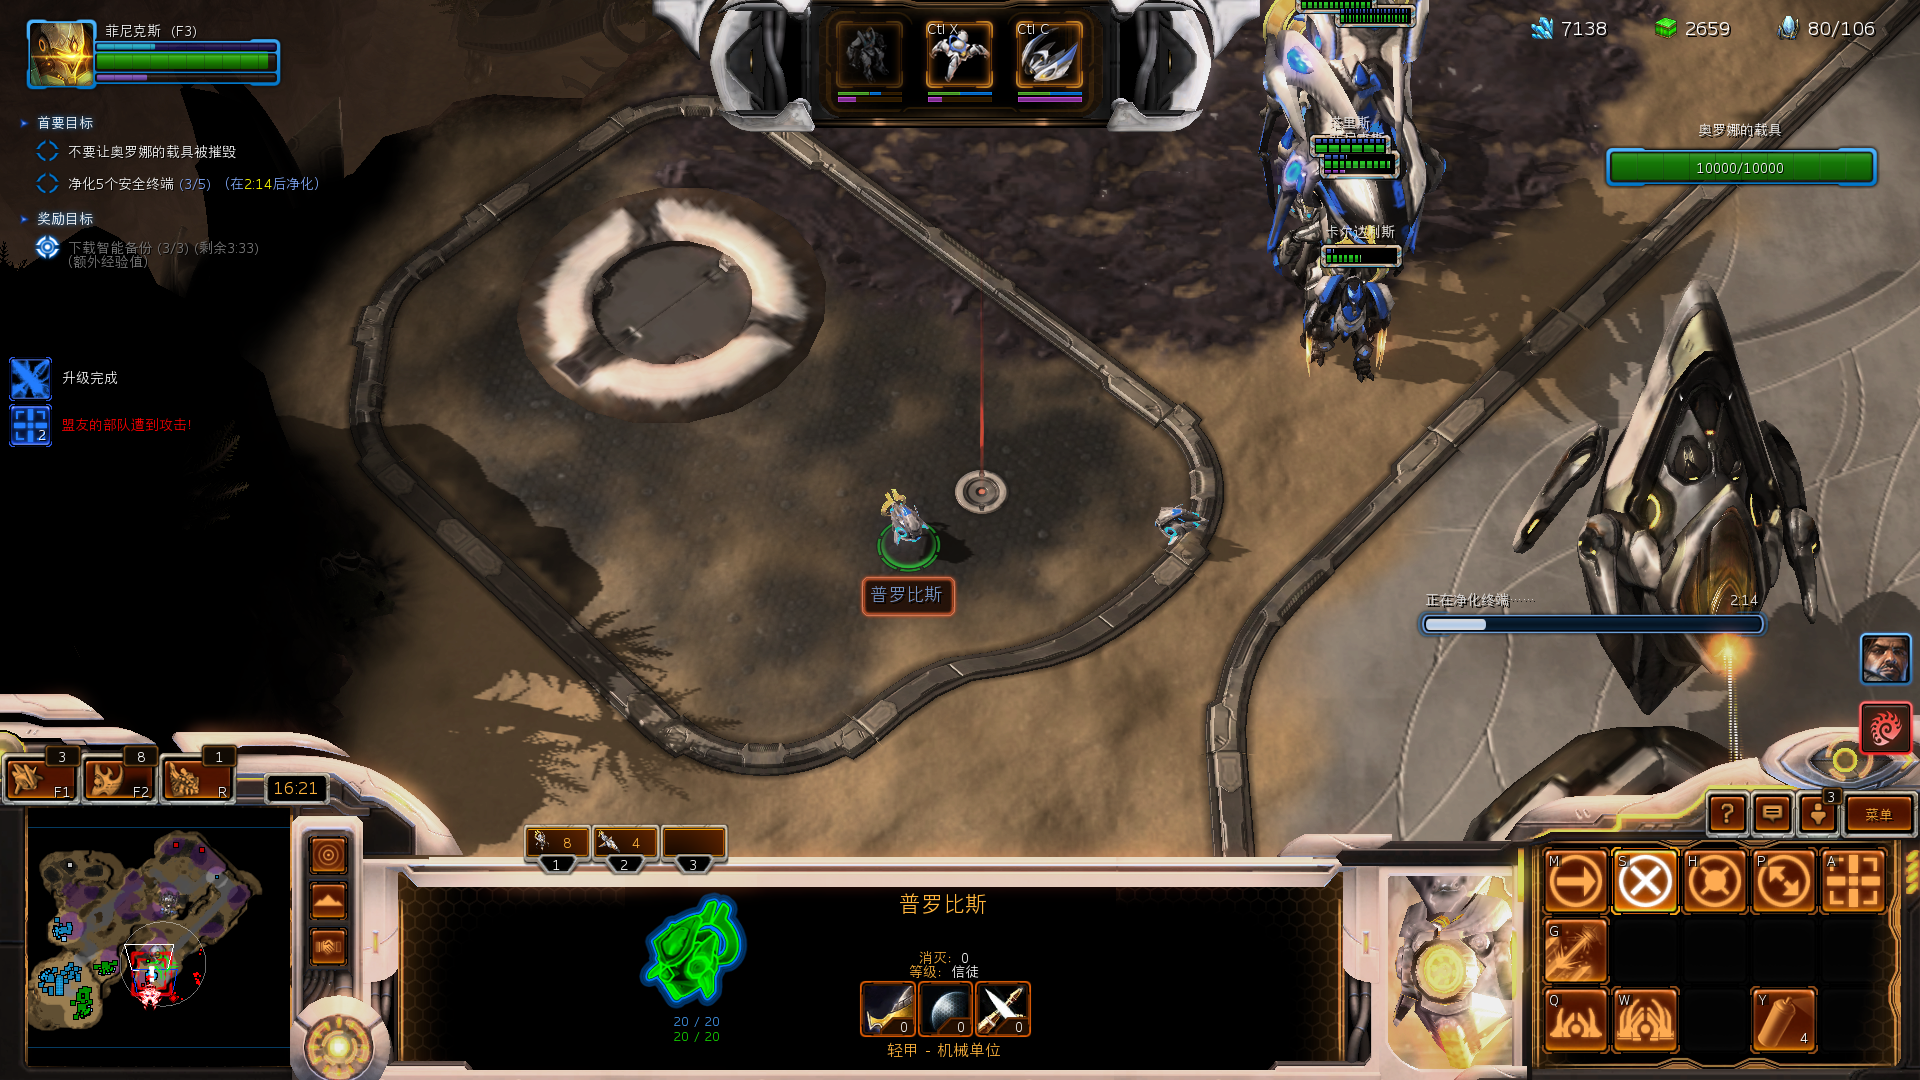 菲尼克斯 (F3)
首要目标
不要让奥罗娜的载具被摧毁
净化5个安全终端 (3/5) (在2:14后净化)
奖励目标
下载智能备份 (3/3) (剩余3:33)
(额外经验值)
升级完成
2
盟友的部队遭到攻击!
Ctl X
Ctl C
7138
2659
80/106
奥罗娜的载具
10000/10000
卡尔达利斯
普罗比斯
正在净化终端······
2:14
3
F1
8
F2
1
R
16:21
8
1
4
2
3
普罗比斯
消灭: 0
等级: 信徒
0
0
0
轻甲 - 机械单位
20 / 20
20 / 20
?
3
菜单
M
S
H
P
A
G
Q
W
Y
4